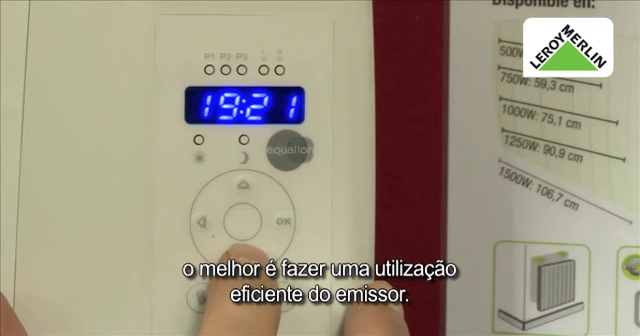 Disponible en:
LEROY MERLIN
P1 P2 P3
500W
750W: 59,3 cm
19:21
1000W: 75,1 cm
equation
1250W: 90,9 cm
1500W: 106,7 cm
OK
o melhor é fazer uma utilização
eficiente do emissor.